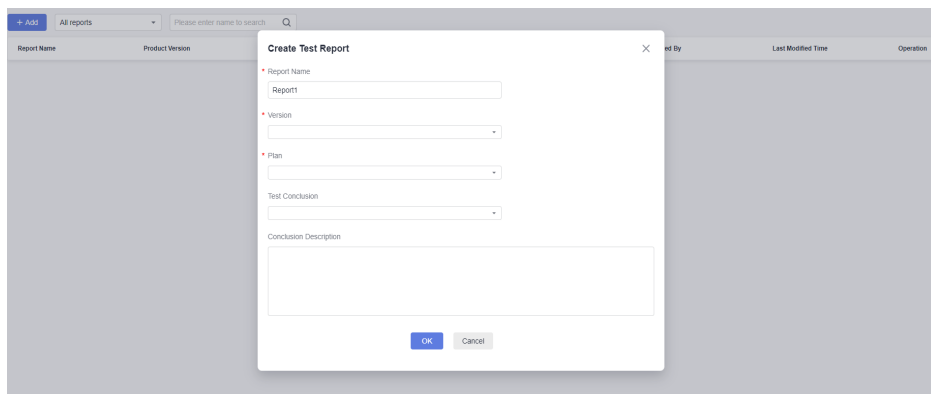 + Add All reports Please enter name to search
Report Name Product Version ed By Last Modified Time Operation
Create Test Report
* Report Name
Report1
* Version
* Plan
Test Conclusion
Conclusion Description
OK Cancel